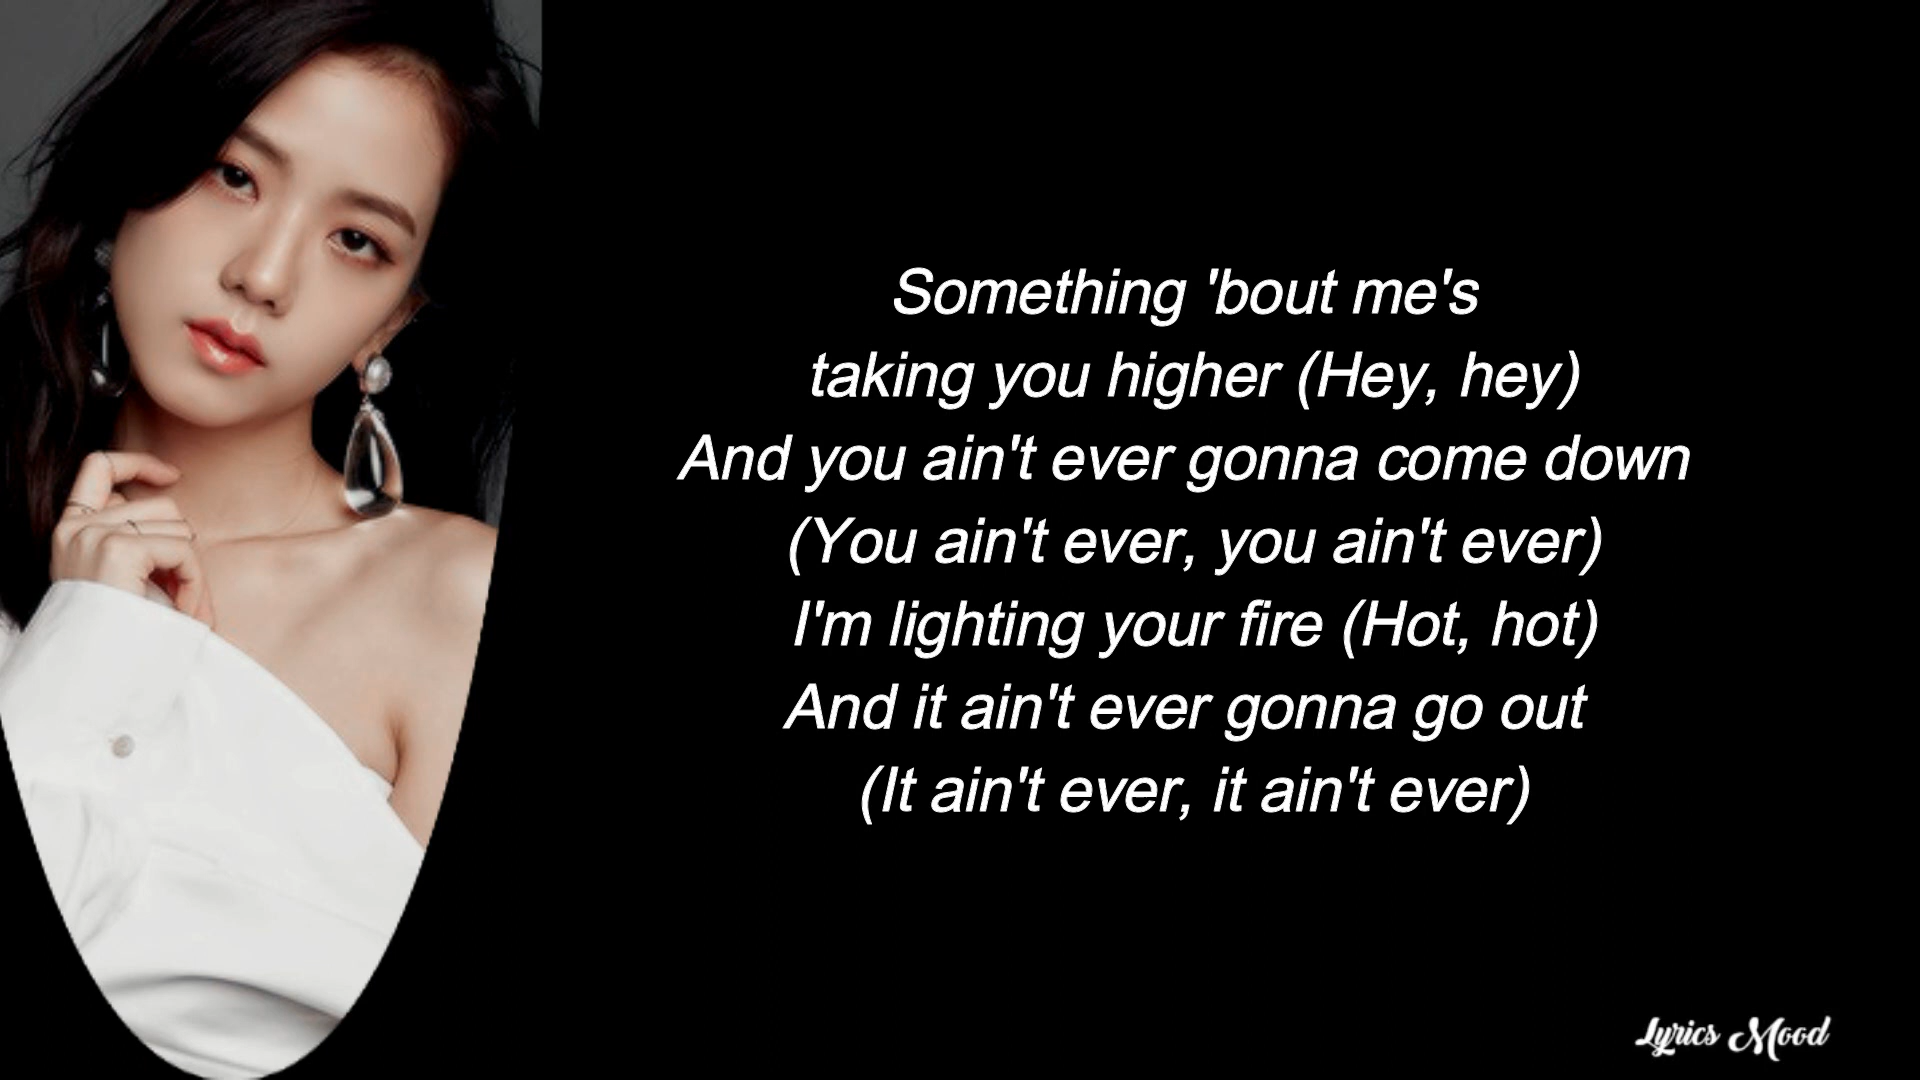 Something 'bout me's
taking you higher (Hey, hey)
And you ain't ever gonna come down
(You ain't ever, you ain't ever)
I'm lighting your fire (Hot, hot)
And it ain't ever gonna go out
(It ain't ever, it ain't ever)
Lyrics Mood